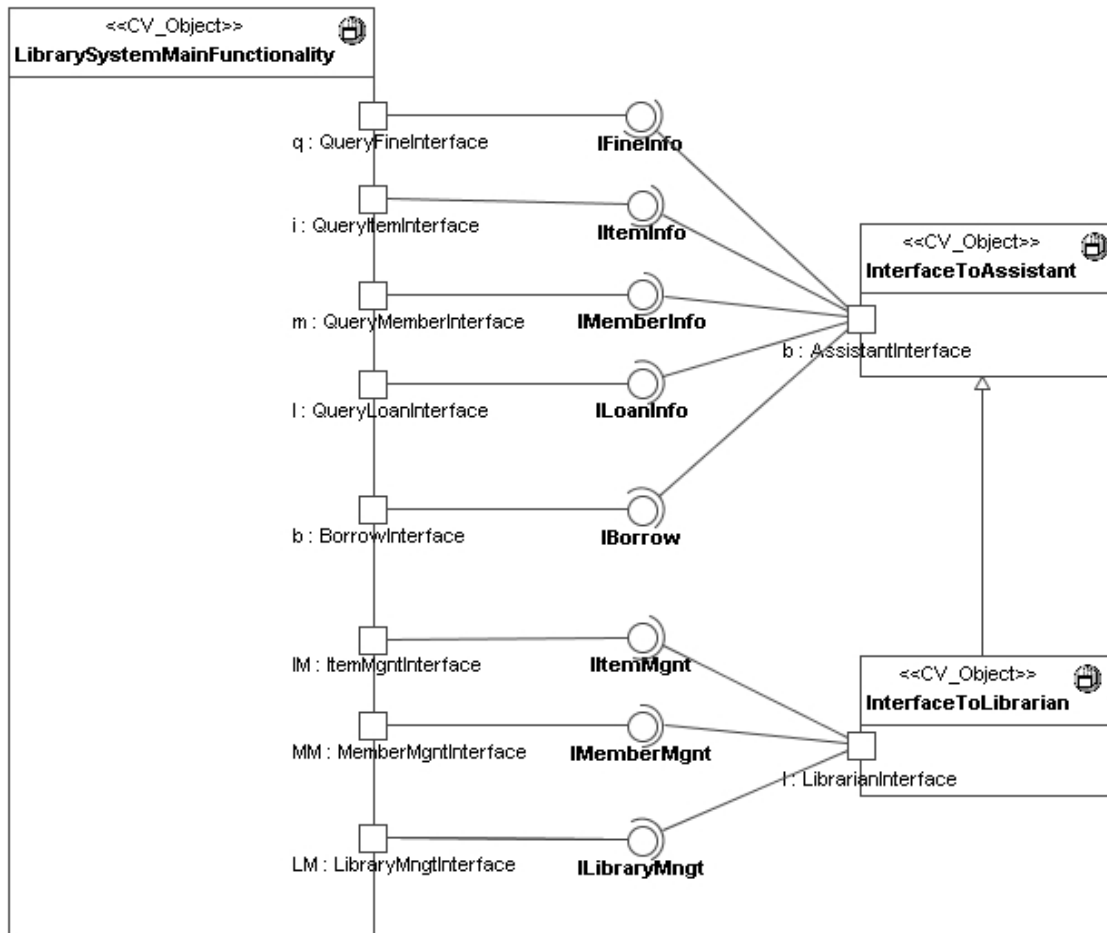 <<CV_Object>>
LibrarySystemMainFunctionality
q : QueryFineInterface
IFineInfo
i : QueryItemInterface
IItemInfo
<<CV_Object>>
InterfaceToAssistant
m : QueryMemberInterface
IMemberInfo
b : AssistantInterface
l : QueryLoanInterface
ILoanInfo
b : BorrowInterface
IBorrow
IM : ItemMgntInterface
IItemMgnt
<<CV_Object>>
InterfaceToLibrarian
MM : MemberMgntInterface
IMemberMgnt
l : LibrarianInterface
LM : LibraryMngtInterface
ILibraryMngt